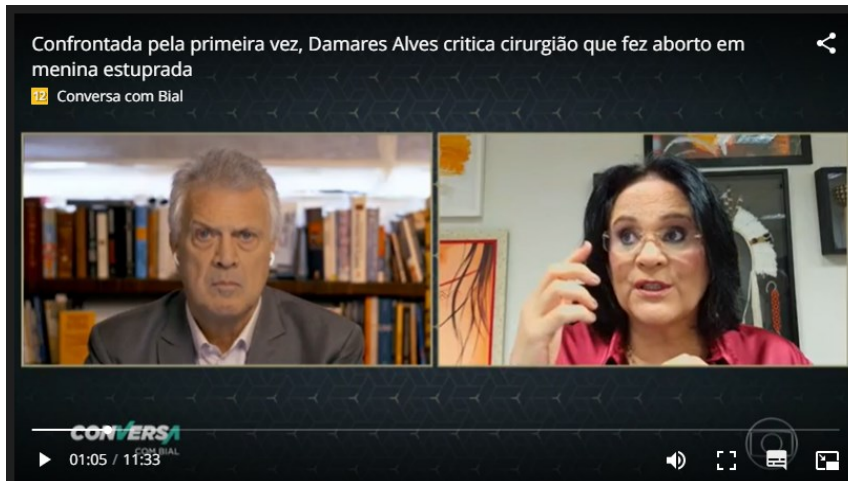 Confrontada pela primeira vez, Damares Alves critica cirurgião que fez aborto em
menina estuprada
12 Conversa com Bial
CONVERSA
COM BIAL
01:05 / 11:33